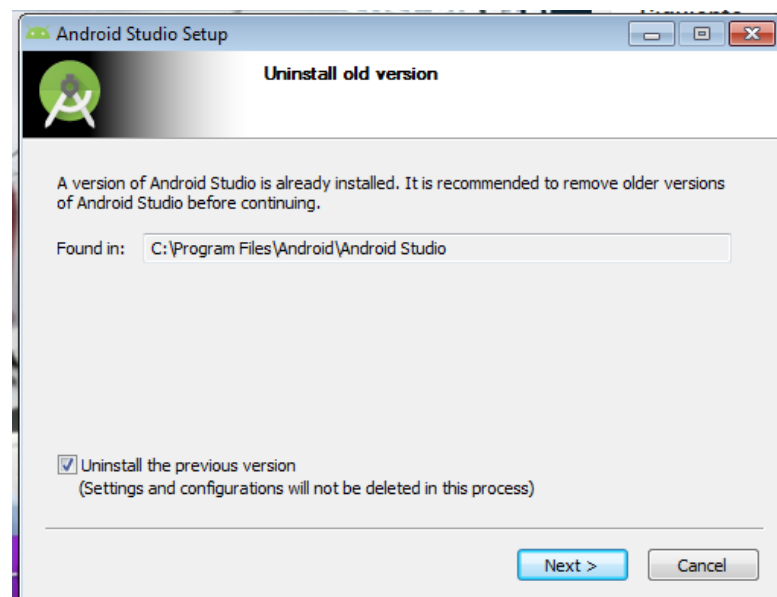 Android Studio Setup
Uninstall old version
A version of Android Studio is already installed. It is recommended to remove older versions
of Android Studio before continuing.
Found in: C:\Program Files\Android\Android Studio
Uninstall the previous version
(Settings and configurations will not be deleted in this process)
Next > Cancel